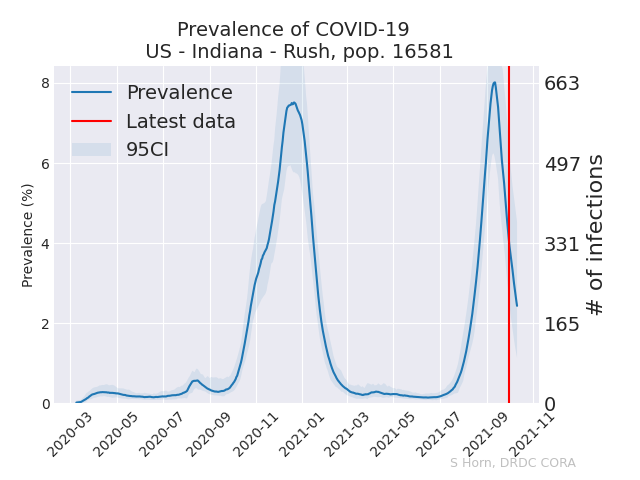 Prevalence of COVID-19
US - Indiana - Rush, pop. 16581
Prevalence
Latest data
95CI
Prevalence (%)
8
6
4
2
0
663
497
331
165
0
# of infections
2020-03
2020-05
2020-07
2020-09
2020-11
2021-01
2021-03
2021-05
2021-07
2021-09
2021-11
S Horn, DRDC CORA